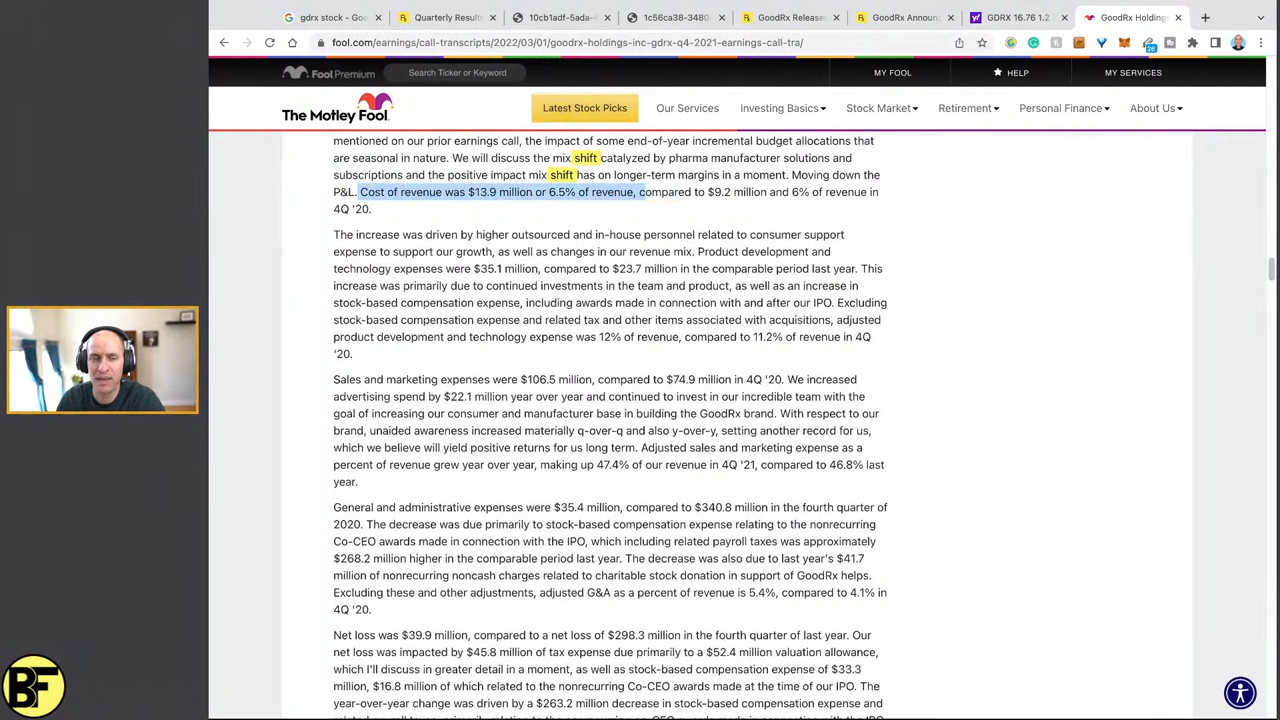 gdrx stock - Goo
Quarterly Results
10cb1adf-5ada-4
1c56ca38-3480-
GoodRx Releases
GoodRx Announc
GDRX 16.76 1.2
GoodRx Holdings
fool.com/earnings/call-transcripts/2022/03/01/goodrx-holdings-inc-gdrx-q4-2021-earnings-call-tra/
26
Fool Premium
Search Ticker or Keyword
MY FOOL
HELP
MY SERVICES
The Motley Fool
Latest Stock Picks
Our Services
Investing Basics
Stock Market
Retirement
Personal Finance
About Us
mentioned on our prior earnings call, the impact of some end-of-year incremental budget allocations that
are seasonal in nature. We will discuss the mix shift catalyzed by pharma manufacturer solutions and
subscriptions and the positive impact mix shift has on longer-term margins in a moment. Moving down the
P&L. Cost of revenue was $13.9 million or 6.5% of revenue, compared to $9.2 million and 6% of revenue in
4Q '20.
The increase was driven by higher outsourced and in-house personnel related to consumer support
expense to support our growth, as well as changes in our revenue mix. Product development and
technology expenses were $35.1 million, compared to $23.7 million in the comparable period last year. This
increase was primarily due to continued investments in the team and product, as well as an increase in
stock-based compensation expense, including awards made in connection with and after our IPO. Excluding
stock-based compensation expense and related tax and other items associated with acquisitions, adjusted
product development and technology expense was 12% of revenue, compared to 11.2% of revenue in 4Q
'20.
Sales and marketing expenses were $106.5 million, compared to $74.9 million in 4Q '20. We increased
advertising spend by $22.1 million year over year and continued to invest in our incredible team with the
goal of increasing our consumer and manufacturer base in building the GoodRx brand. With respect to our
brand, unaided awareness increased materially q-over-q and also y-over-y, setting another record for us,
which we believe will yield positive returns for us long term. Adjusted sales and marketing expense as a
percent of revenue grew year over year, making up 47.4% of our revenue in 4Q '21, compared to 46.8% last
year.
General and administrative expenses were $35.4 million, compared to $340.8 million in the fourth quarter of
2020. The decrease was due primarily to stock-based compensation expense relating to the nonrecurring
Co-CEO awards made in connection with the IPO, which including related payroll taxes was approximately
$268.2 million higher in the comparable period last year. The decrease was also due to last year's $41.7
million of nonrecurring noncash charges related to charitable stock donation in support of GoodRx helps.
Excluding these and other adjustments, adjusted G&A as a percent of revenue is 5.4%, compared to 4.1% in
4Q '20.
Net loss was $39.9 million, compared to a net loss of $298.3 million in the fourth quarter of last year. Our
net loss was impacted by $45.8 million of tax expense due primarily to a $52.4 million valuation allowance,
which I'll discuss in greater detail in a moment, as well as stock-based compensation expense of $33.3
million, $16.8 million of which related to the nonrecurring Co-CEO awards made at the time of our IPO. The
year-over-year change was driven by a $263.2 million decrease in stock-based compensation expense and
BF